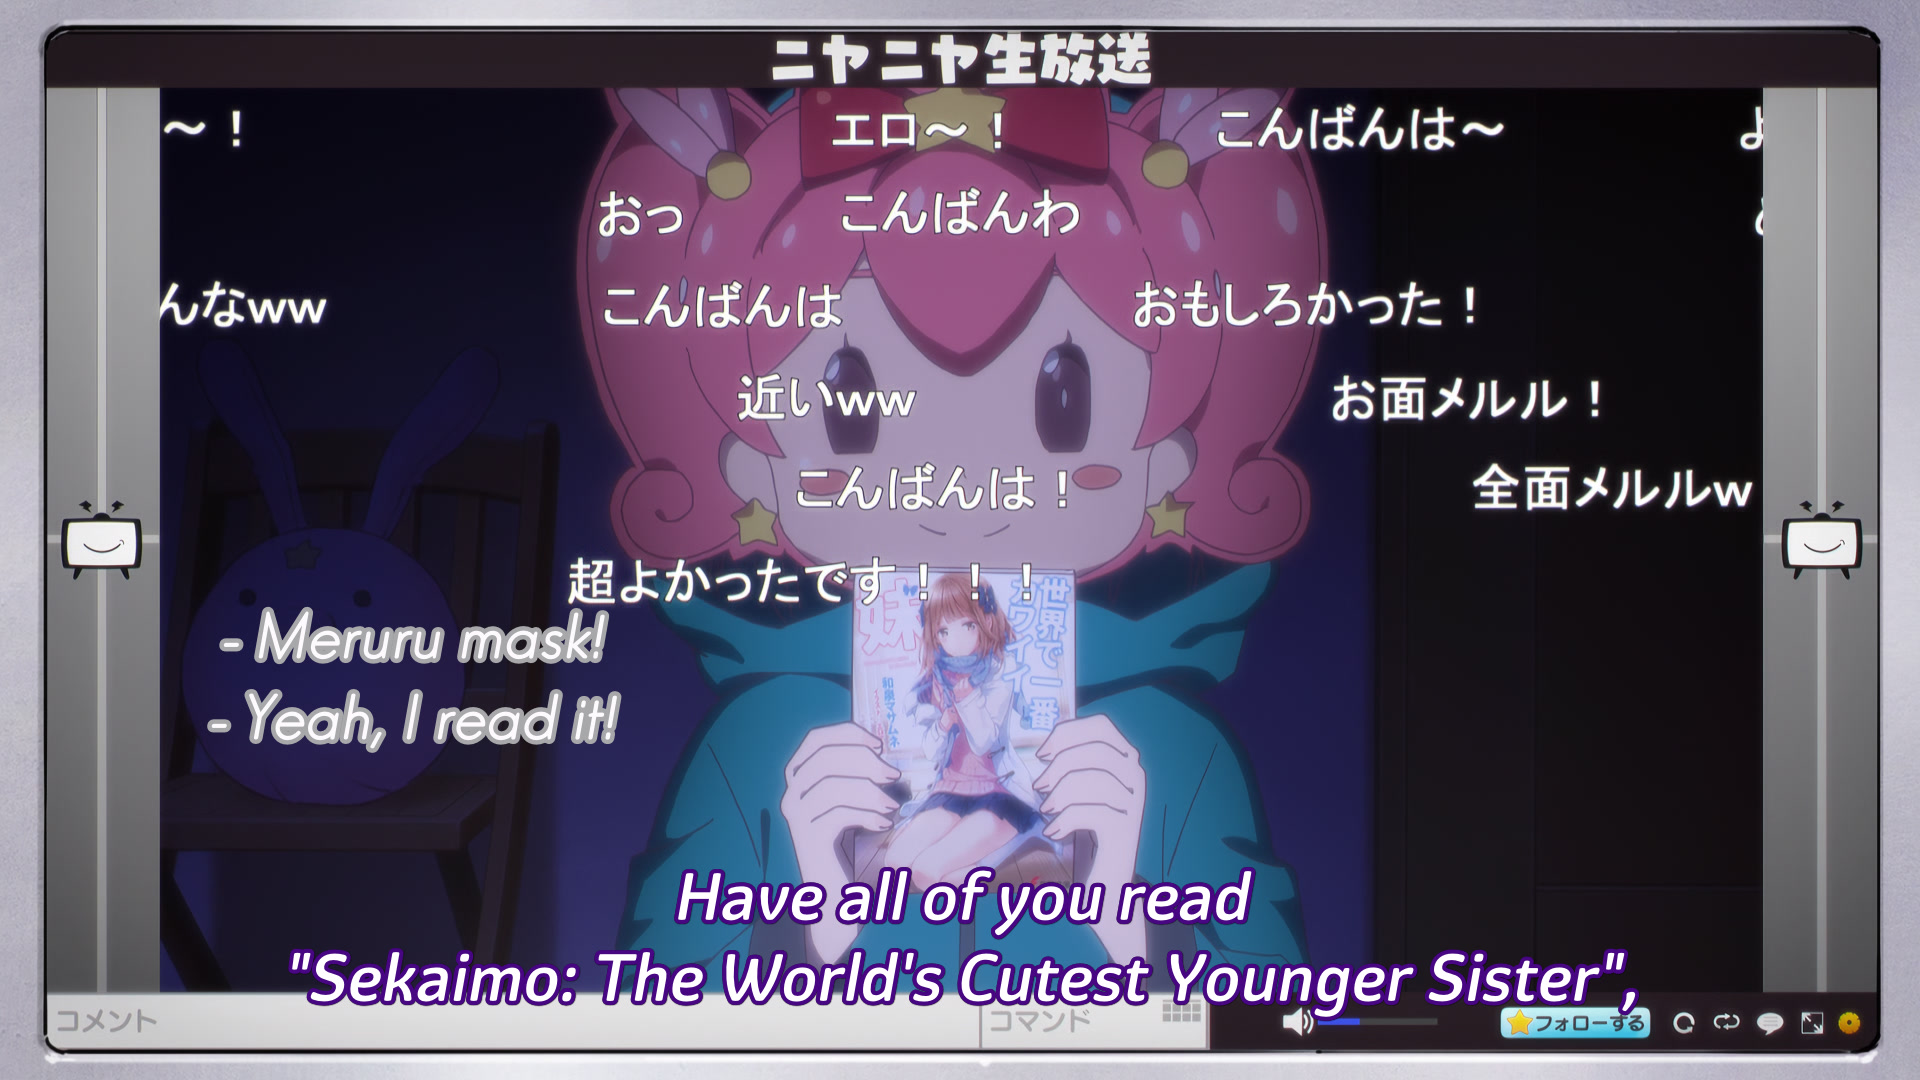 ニヤニヤ生放送
～！
エロ～！
こんばんは～
おっ
こんばんわ
んなww
こんばんは
おもしろかった！
近いww
お面メルル！
こんばんは！
全面メルルw
超よかったです！！！
世界で一番
カワイイ
妹
和泉マサムネ
- Meruru mask!
- Yeah, I read it!
Have all of you read
"Sekaimo: The World's Cutest Younger Sister",
コメント
コマンド
フォローする